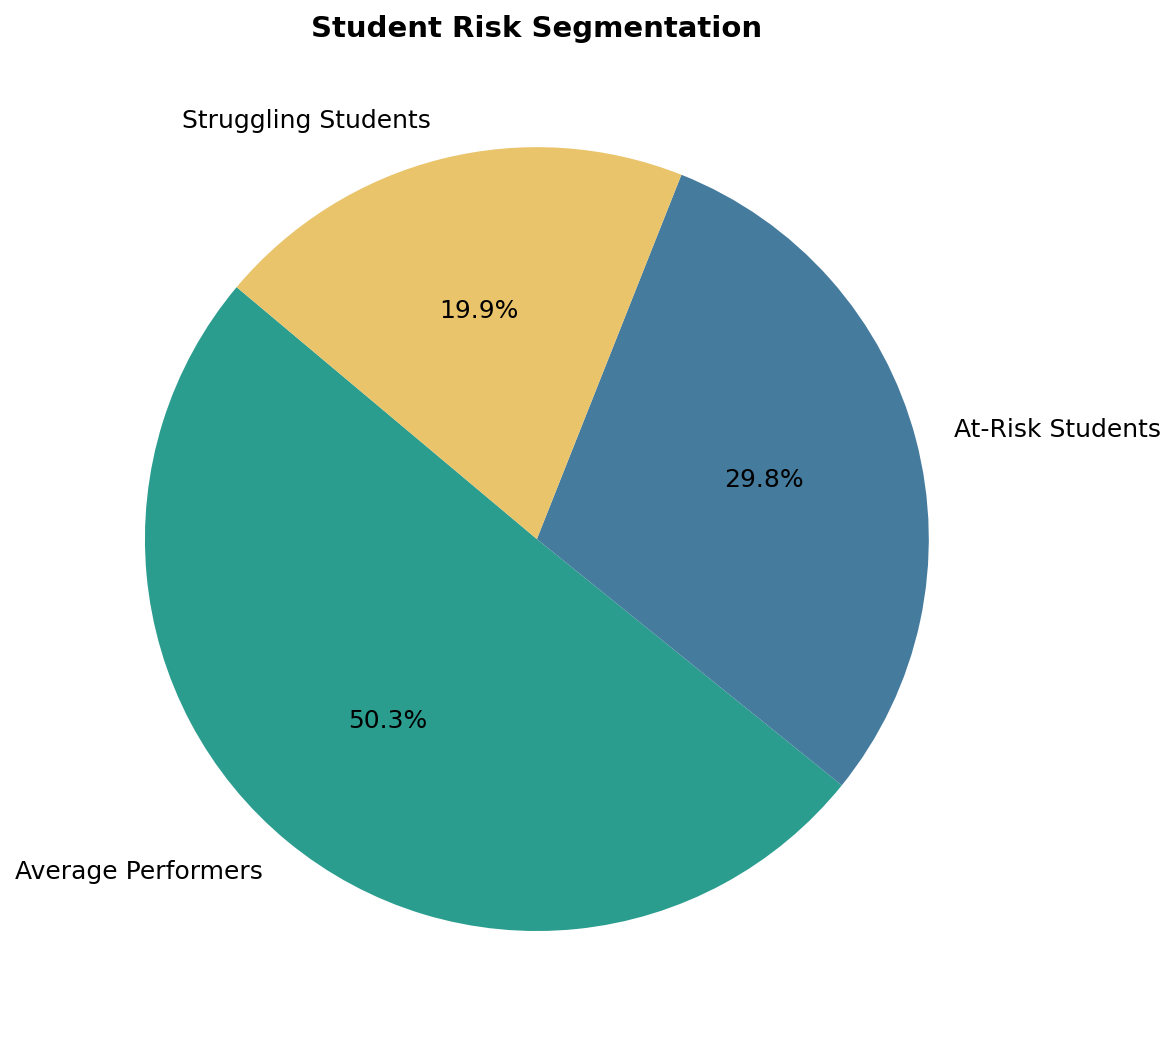 Student Risk Segmentation
Struggling Students
19.9%
At-Risk Students
29.8%
50.3%
Average Performers